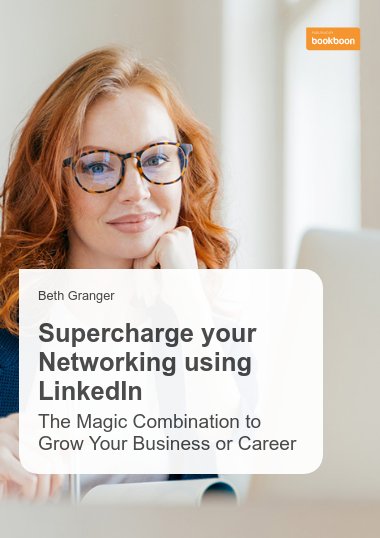 bookboon
Beth Granger
Supercharge your
Networking using
LinkedIn
The Magic Combination to
Grow Your Business or Career